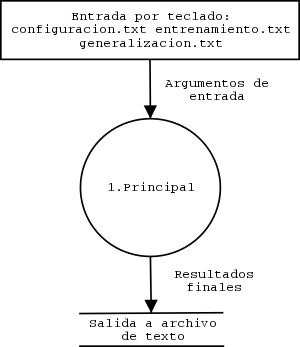 Entrada por teclado:
configuracion.txt entrenamiento.txt
generalizacion.txt
Argumentos de
entrada
1.Principal
Resultados
finales
Salida a archivo
de texto